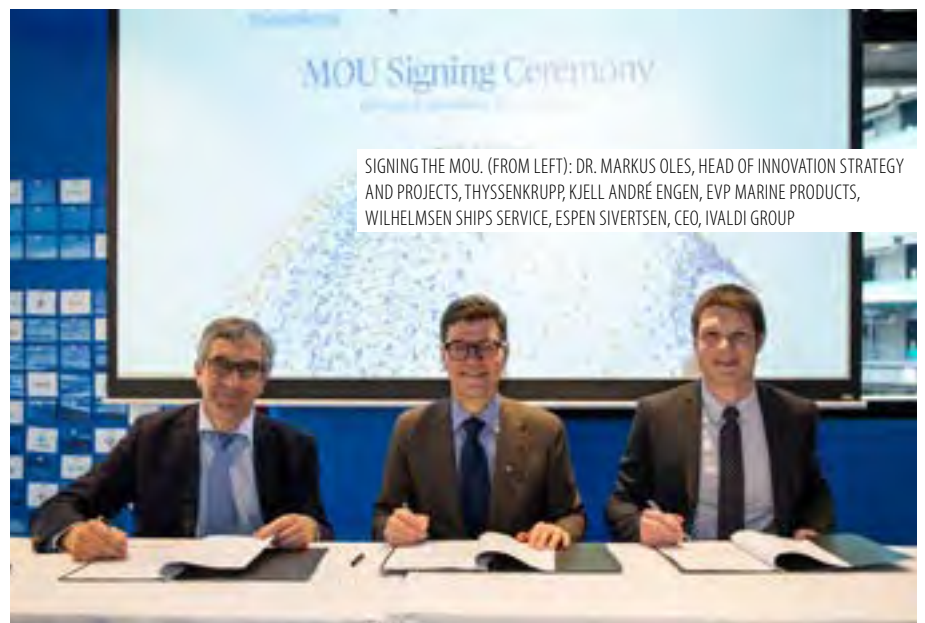 MOU Signing Ceremony
SIGNING THE MOU. (FROM LEFT): DR. MARKUS OLES, HEAD OF INNOVATION STRATEGY
AND PROJECTS, THYSSENKRUPP, KJELL ANDRÉ ENGEN, EVP MARINE PRODUCTS,
WILHELMSEN SHIPS SERVICE, ESPEN SIVERTSEN, CEO, IVALDI GROUP